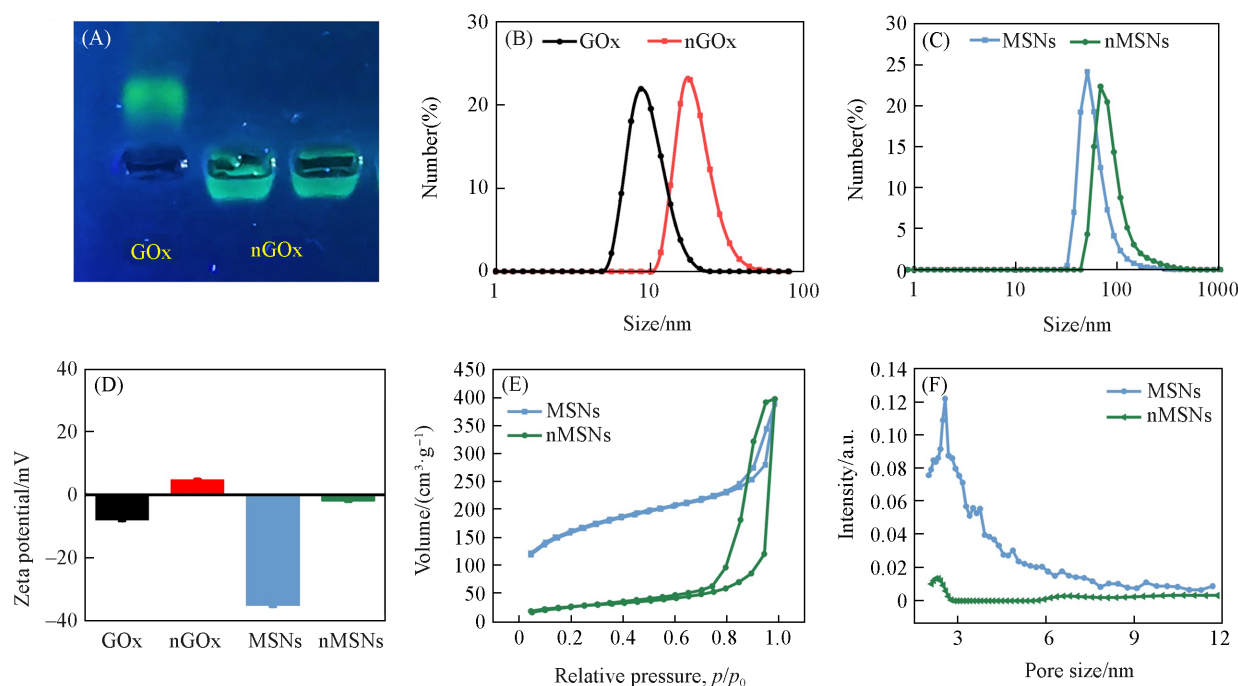 (A)
GOx
nGOx
(B)
GOx
nGOx
30
20
10
0
Number(%)
1
10
100
Size/nm
(C)
MSNs
nMSNs
30
25
20
15
10
5
0
Number(%)
1
10
100
1000
Size/nm
(D)
40
20
0
−20
−40
Zeta potential/mV
GOx
nGOx
MSNs
nMSNs
(E)
MSNs
nMSNs
450
400
350
300
250
200
150
100
50
0
Volume/(cm³·g⁻¹)
0
0.2
0.4
0.6
0.8
1.0
Relative pressure, p/p₀
(F)
MSNs
nMSNs
0.14
0.12
0.10
0.08
0.06
0.04
0.02
0
Intensity/a.u.
3
6
9
12
Pore size/nm